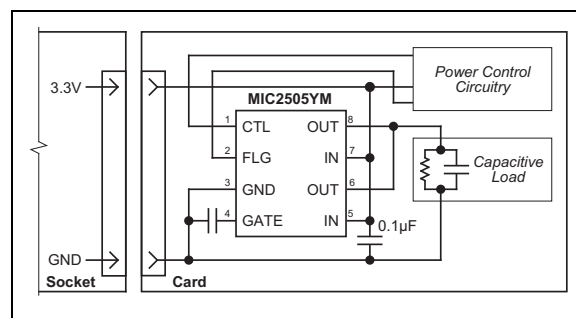 3.3V
MIC2505YM
Power Control
Circuitry
1 CTL OUT 8
2 FLG IN 7
3 GND OUT 6
4 GATE IN 5
Capacitive
Load
0.1µF
GND
Socket Card